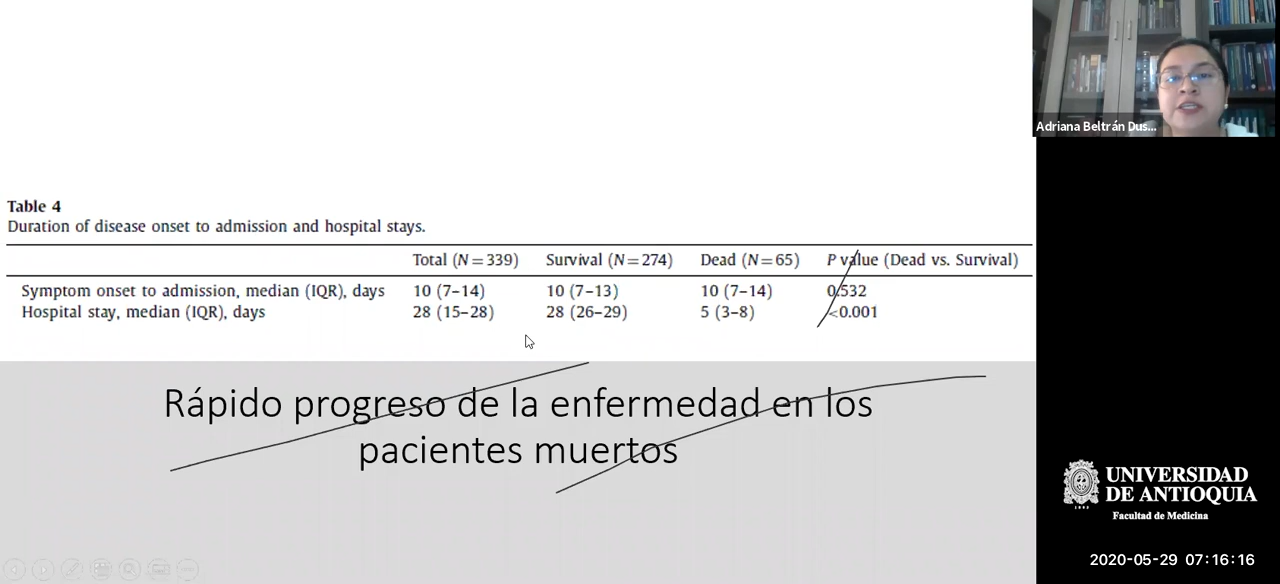 Adriana Beltrán Dus...
Table 4
Duration of disease onset to admission and hospital stays.
Total (N=339) Survival (N=274) Dead (N=65) P value (Dead vs. Survival)
Symptom onset to admission, median (IQR), days 10 (7–14) 10 (7–13) 10 (7–14) 0.532
Hospital stay, median (IQR), days 28 (15–28) 28 (26–29) 5 (3–8) <0.001
Rápido progreso de la enfermedad en los
pacientes muertos
UNIVERSIDAD
DE ANTIOQUIA
Facultad de Medicina
1803
2020-05-29 07:16:16